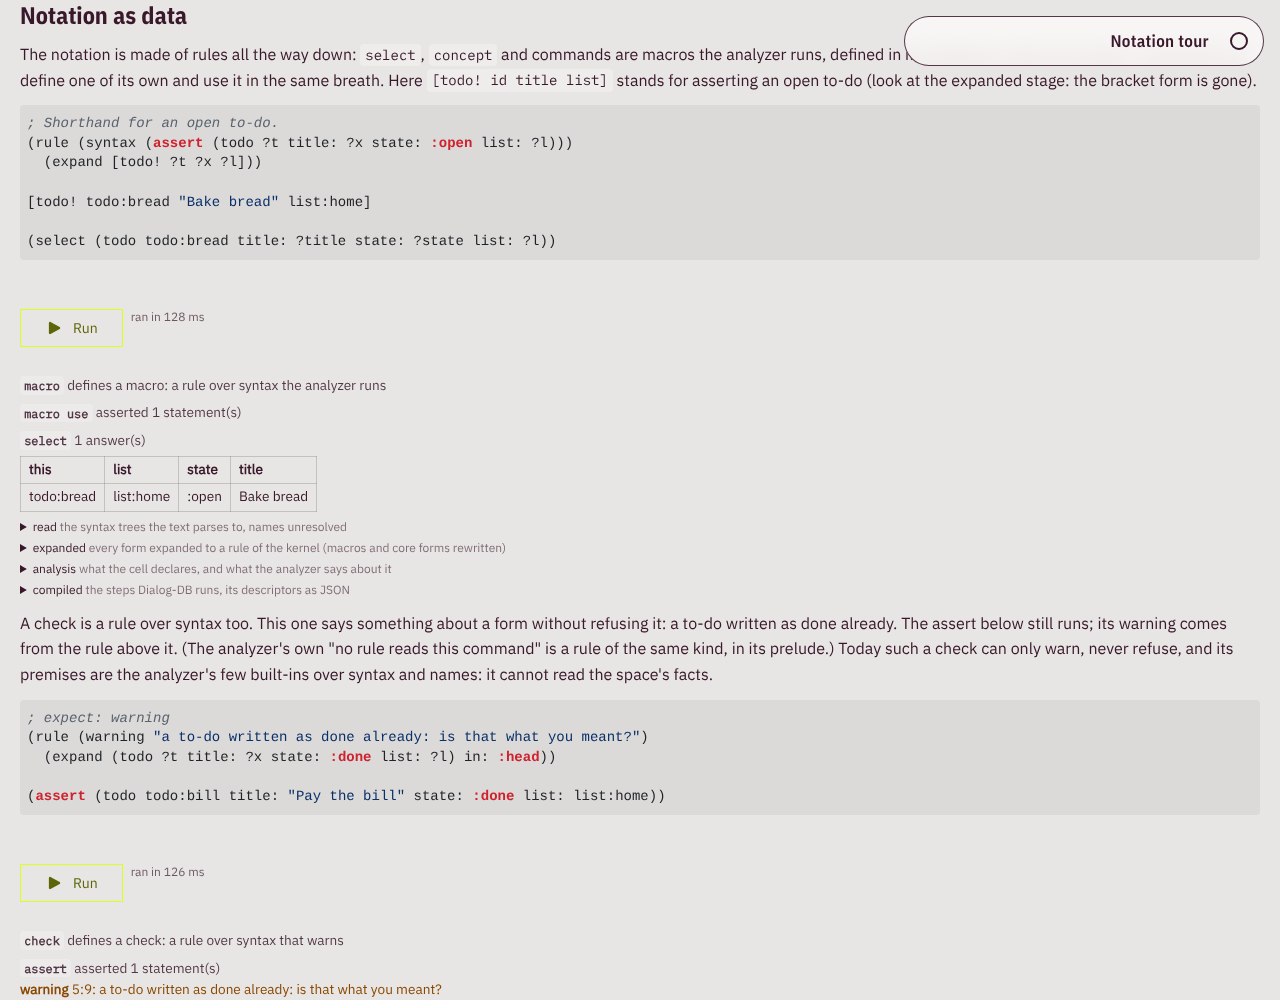 Notation as data
Notation tour
The notation is made of rules all the way down: select, concept and commands are macros the analyzer runs, defined in
define one of its own and use it in the same breath. Here [todo! id title list] stands for asserting an open to-do (look at the expanded stage: the bracket form is gone).
; Shorthand for an open to-do.
(rule (syntax (assert (todo ?t title: ?x state: :open list: ?l)))
  (expand [todo! ?t ?x ?l]))
[todo! todo:bread "Bake bread" list:home]
(select (todo todo:bread title: ?title state: ?state list: ?l))
Run ran in 128 ms
macro defines a macro: a rule over syntax the analyzer runs
macro use asserted 1 statement(s)
select 1 answer(s)
this list state title
todo:bread list:home :open Bake bread
read the syntax trees the text parses to, names unresolved
expanded every form expanded to a rule of the kernel (macros and core forms rewritten)
analysis what the cell declares, and what the analyzer says about it
compiled the steps Dialog-DB runs, its descriptors as JSON
A check is a rule over syntax too. This one says something about a form without refusing it: a to-do written as done already. The assert below still runs; its warning comes
from the rule above it. (The analyzer's own "no rule reads this command" is a rule of the same kind, in its prelude.) Today such a check can only warn, never refuse, and its
premises are the analyzer's few built-ins over syntax and names: it cannot read the space's facts.
; expect: warning
(rule (warning "a to-do written as done already: is that what you meant?")
  (expand (todo ?t title: ?x state: :done list: ?l) in: :head))
(assert (todo todo:bill title: "Pay the bill" state: :done list: list:home))
Run ran in 126 ms
check defines a check: a rule over syntax that warns
assert asserted 1 statement(s)
warning 5:9: a to-do written as done already: is that what you meant?